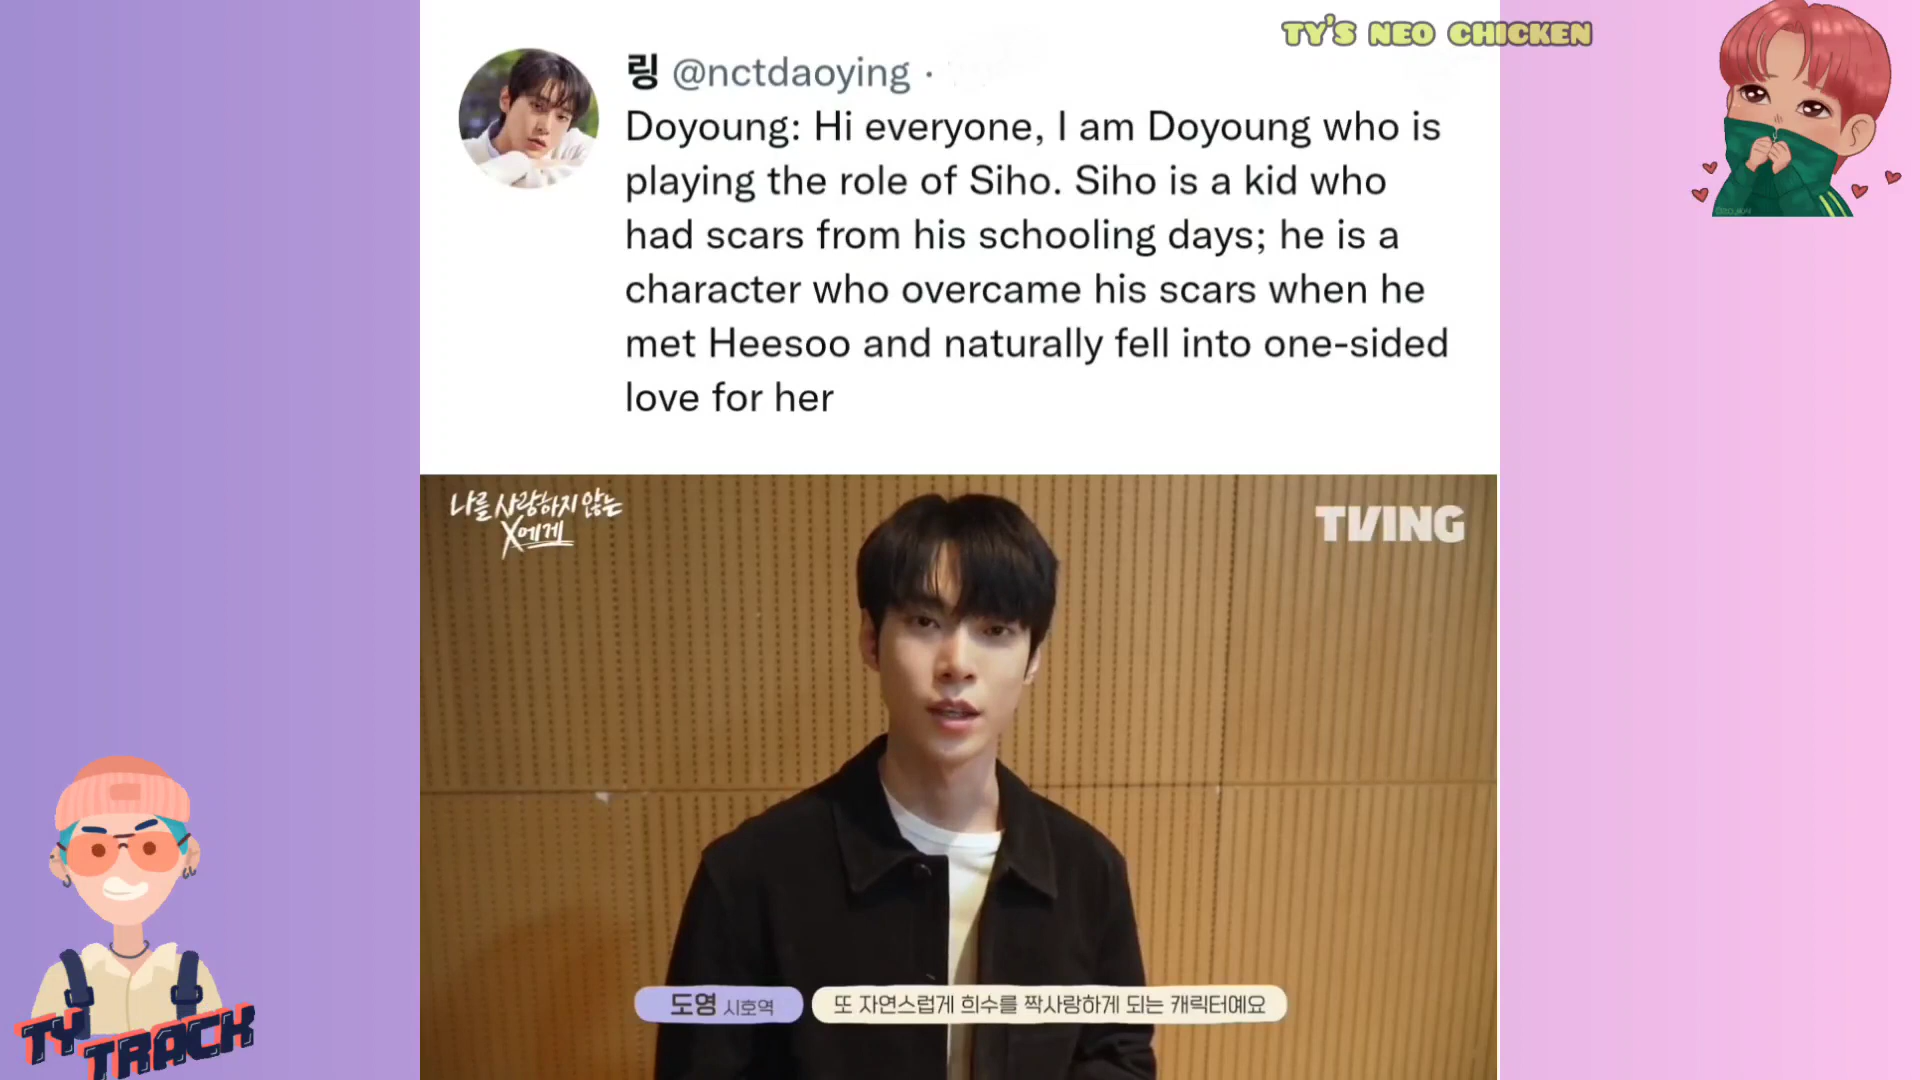 TY'S NEO CHICKEN
링 @nctdaoying ·
Doyoung: Hi everyone, I am Doyoung who is
playing the role of Siho. Siho is a kid who
had scars from his schooling days; he is a
character who overcame his scars when he
met Heesoo and naturally fell into one-sided
love for her
나를 사랑하지 않는
X에게
TVING
도영 시호역
또 자연스럽게 희수를 짝사랑하게 되는 캐릭터예요
TY
TRACK